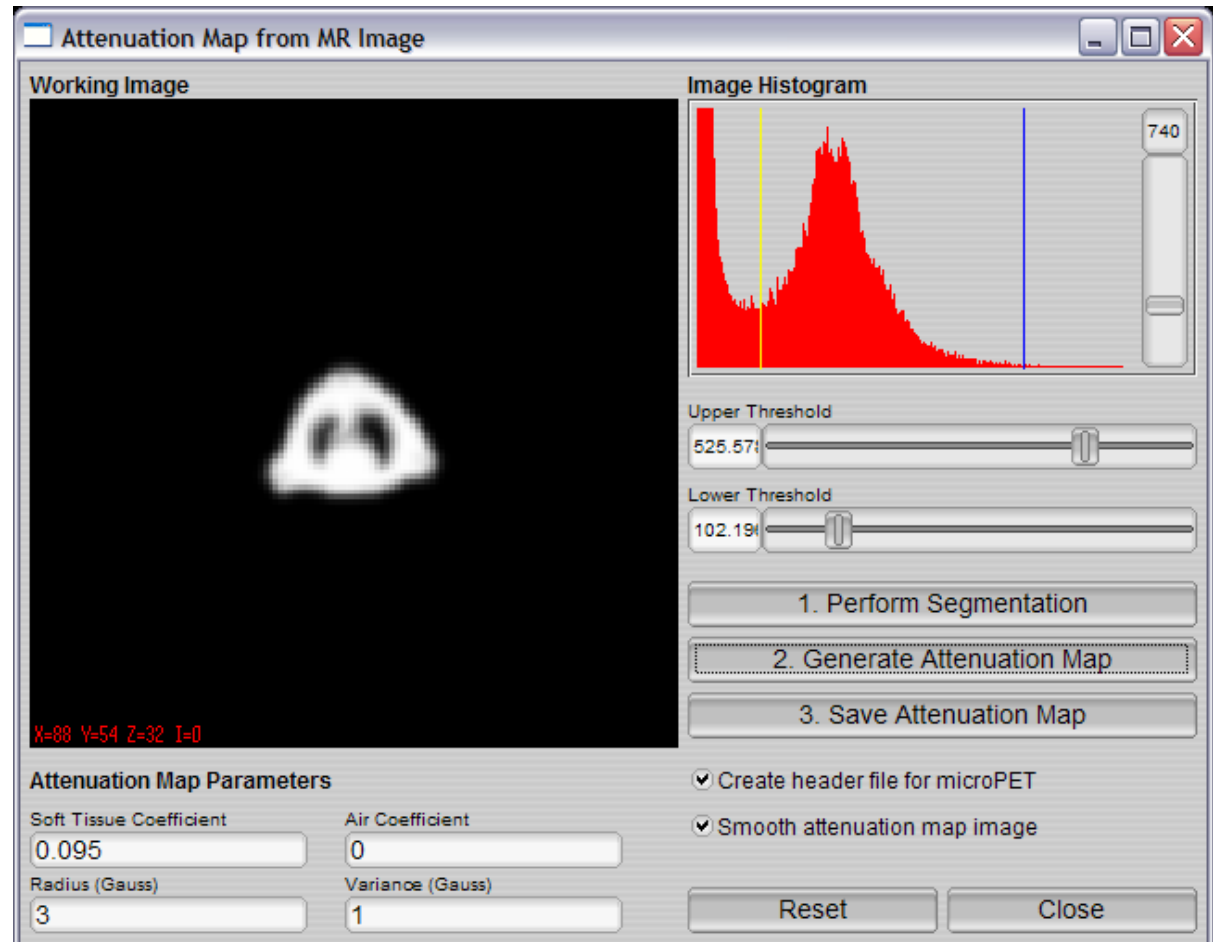 Attenuation Map from MR Image
Working Image
Image Histogram
740
Upper Threshold
525.578
Lower Threshold
102.196
1. Perform Segmentation
2. Generate Attenuation Map
3. Save Attenuation Map
X=88 Y=54 Z=32 I=0
Attenuation Map Parameters
Create header file for microPET
Soft Tissue Coefficient Air Coefficient
Smooth attenuation map image
0.095 0
Radius (Gauss) Variance (Gauss)
3 1
Reset Close